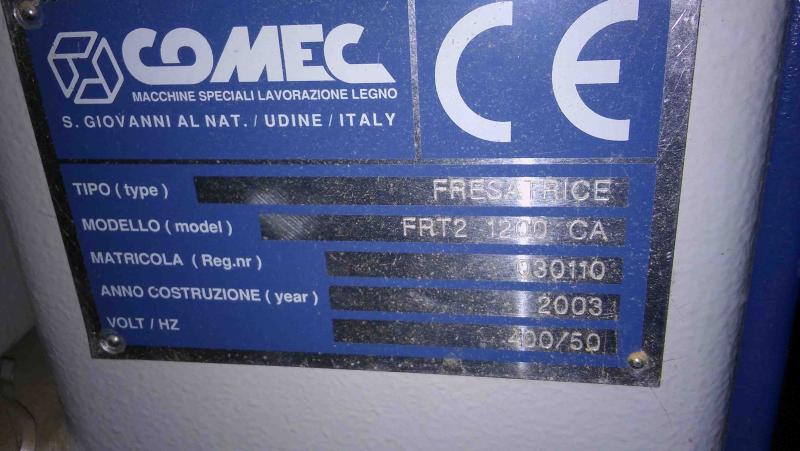 COMEC
MACCHINE SPECIALI LAVORAZIONE LEGNO
S. GIOVANNI AL NAT. / UDINE / ITALY
CE
TIPO ( type ) FRESATRICE
MODELLO ( model ) FRT2 1200 CA
MATRICOLA ( Reg.nr ) 030110
ANNO COSTRUZIONE ( year ) 2003
VOLT / HZ 400/50